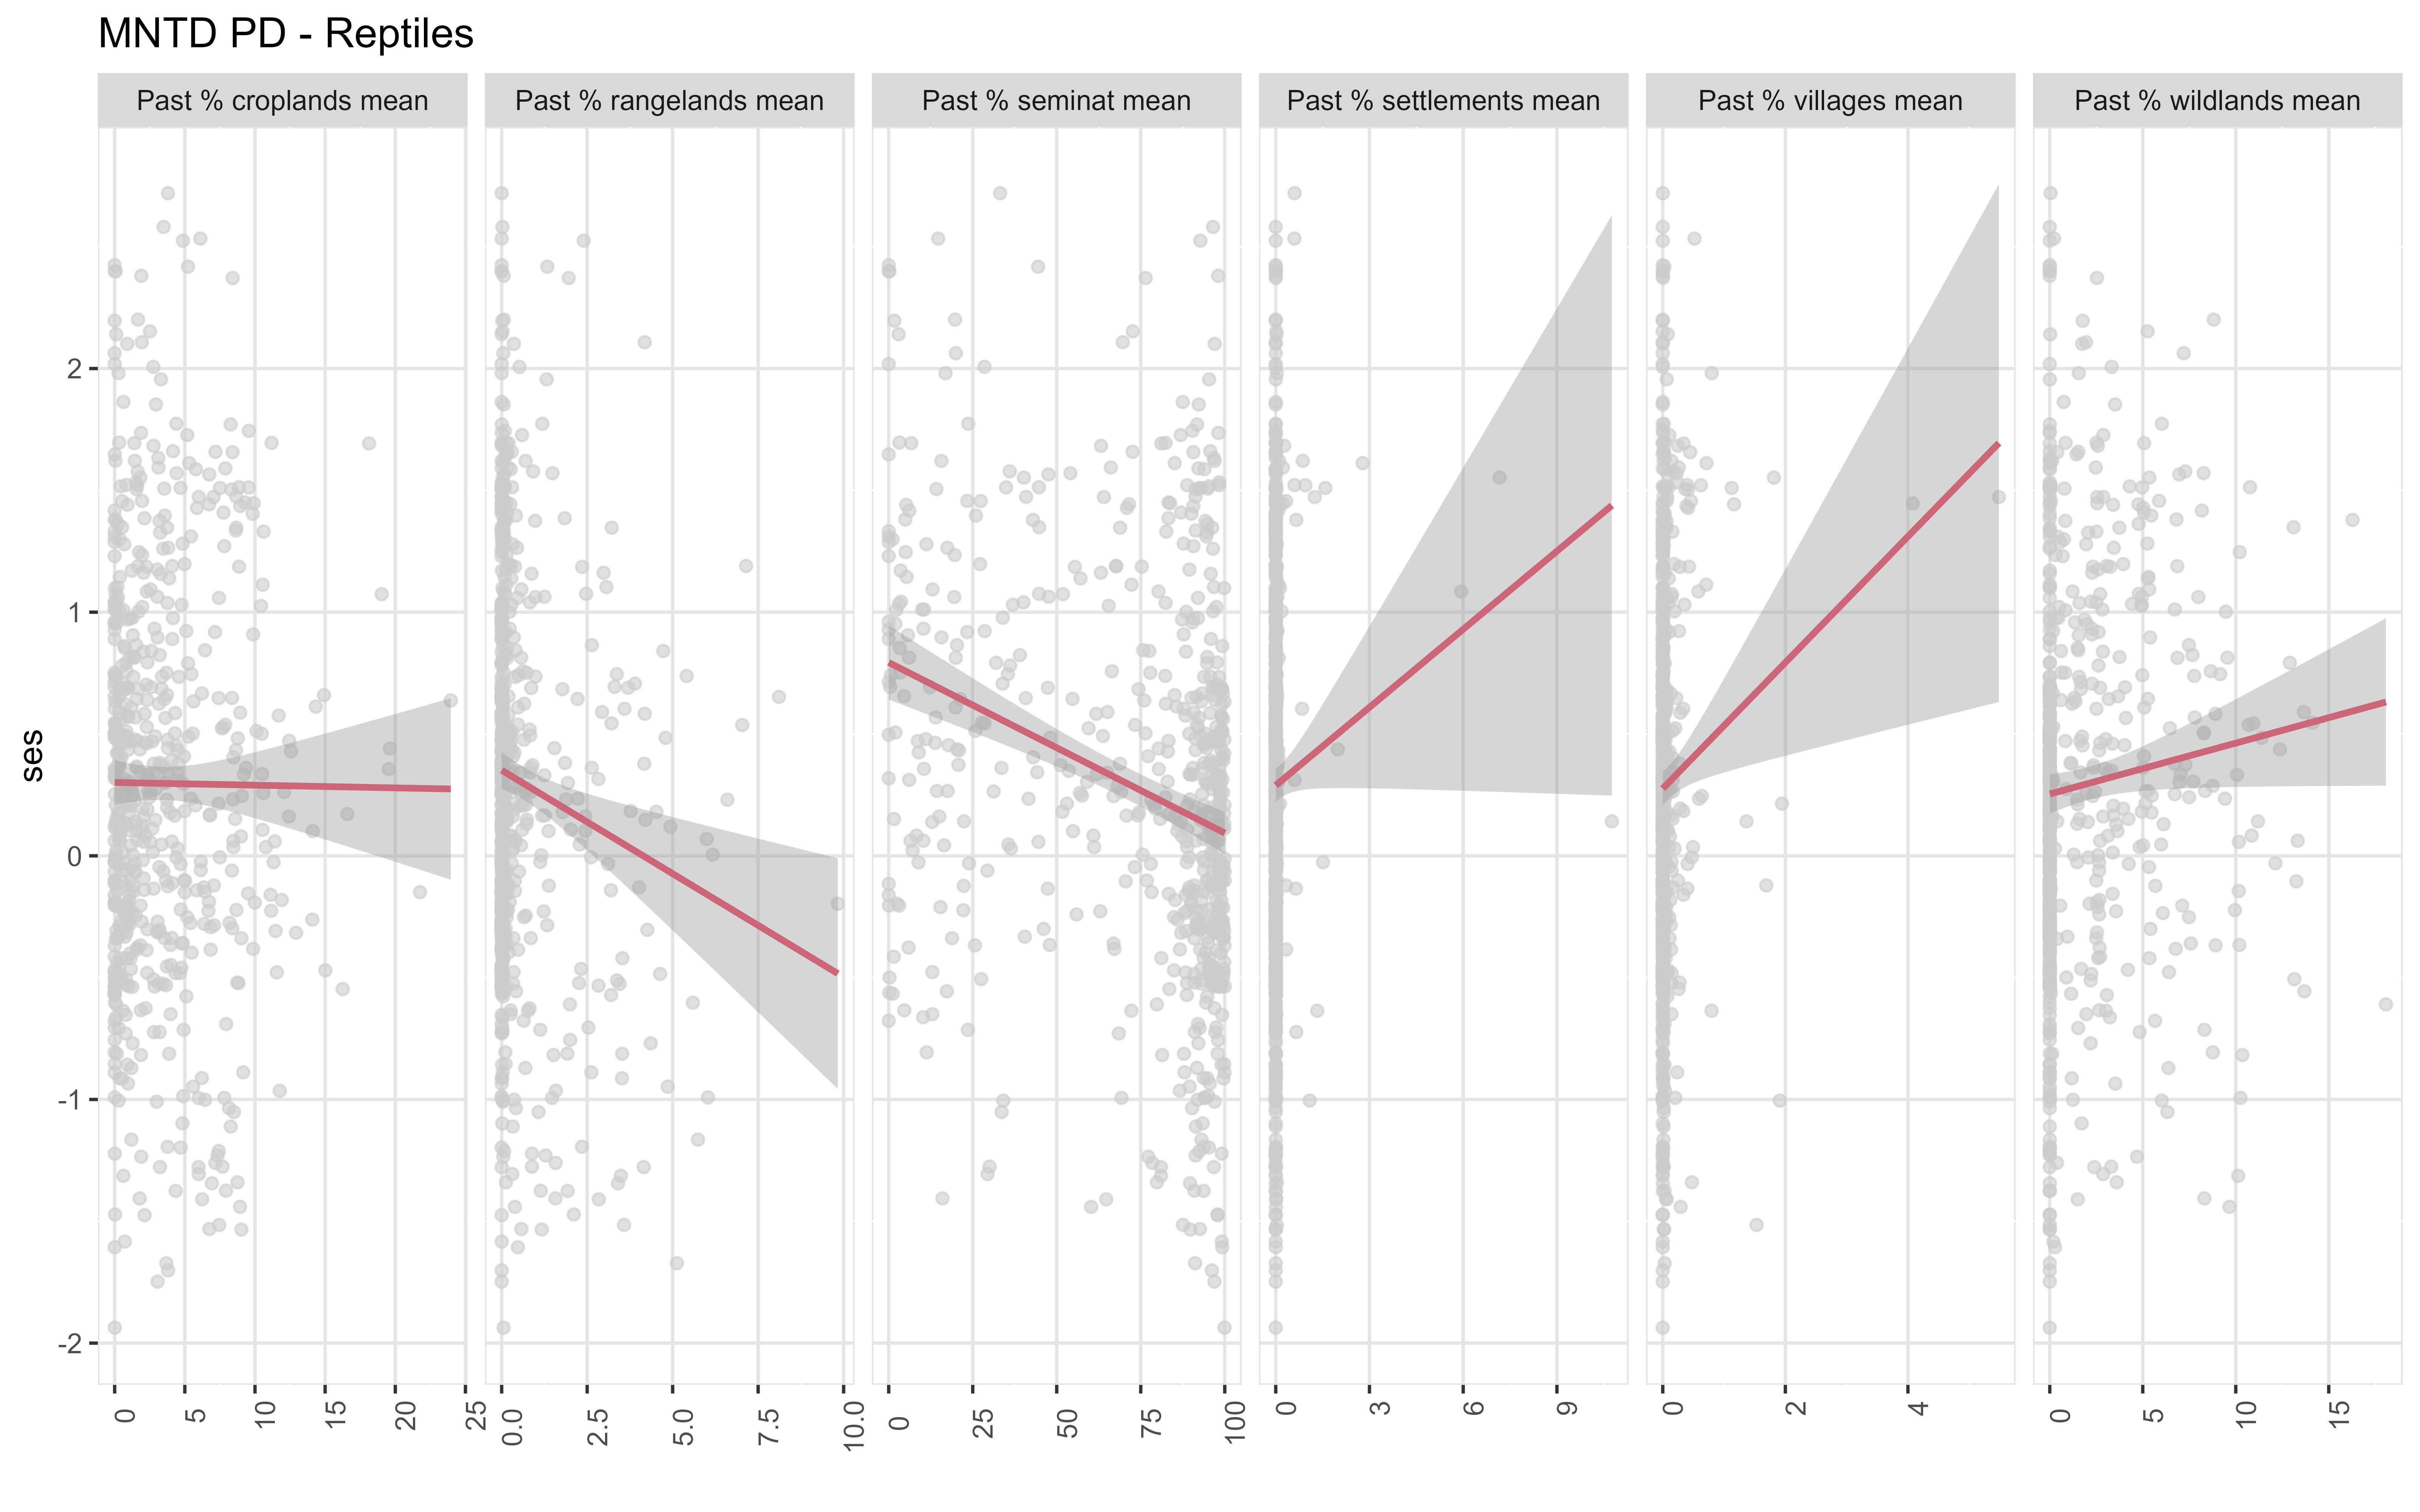 MNTD PD - Reptiles
Past % croplands mean
Past % rangelands mean
Past % seminat mean
Past % settlements mean
Past % villages mean
Past % wildlands mean
ses
2
1
0
-1
-2
0 5 10 15 20 25
0.0 2.5 5.0 7.5 10.0
0 25 50 75 100
0 3 6 9
0 2 4
0 5 10 15